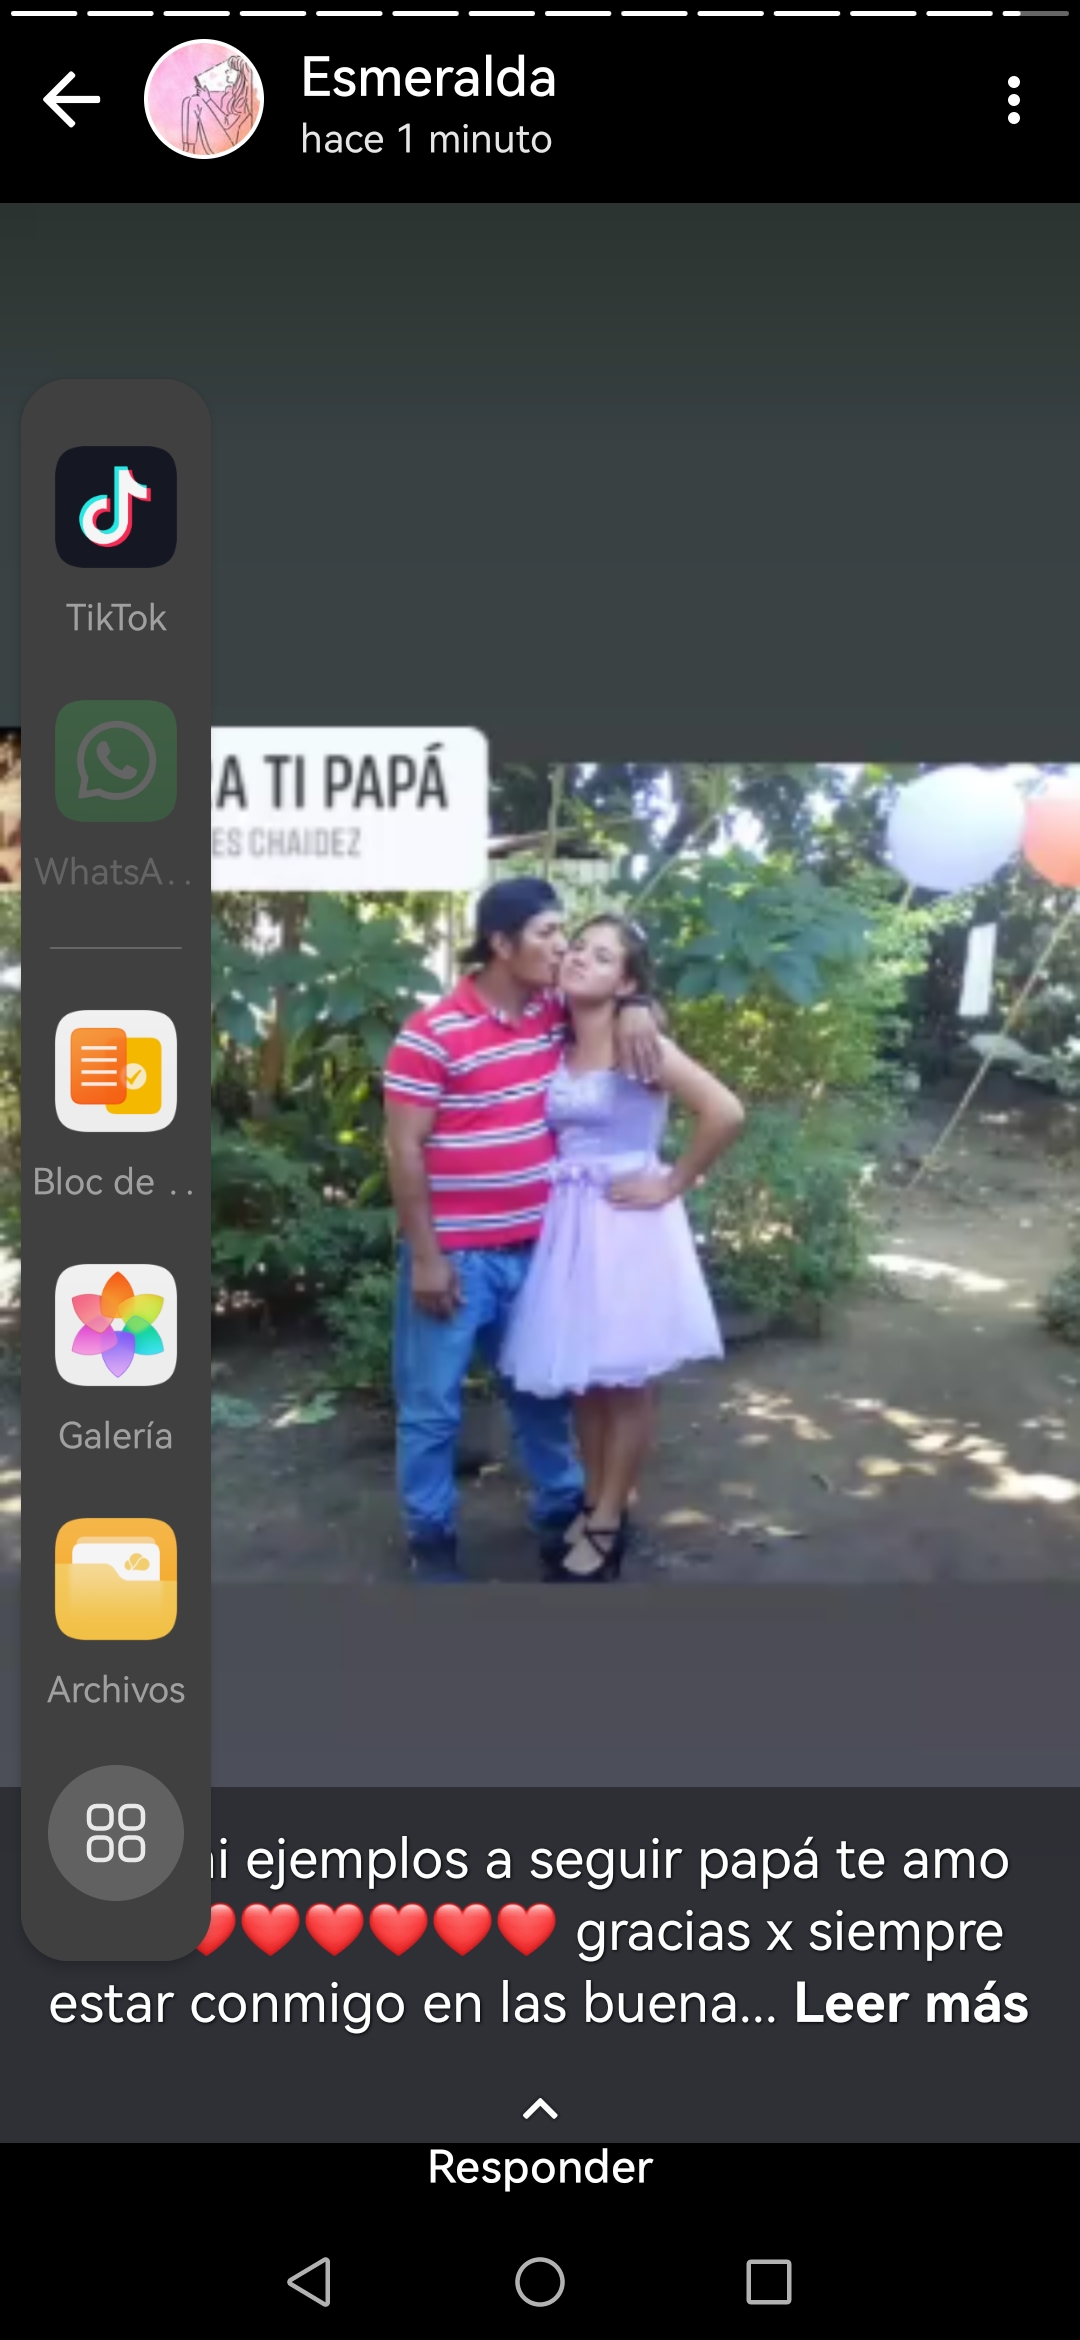 Esmeralda
hace 1 minuto
TikTok
WhatsA..
A TI PAPÁ
ES CHAIDEZ
Bloc de ..
Galería
Archivos
i ejemplos a seguir papá te amo
❤️❤️❤️❤️❤️❤️ gracias x siempre
estar conmigo en las buena... Leer más
Responder